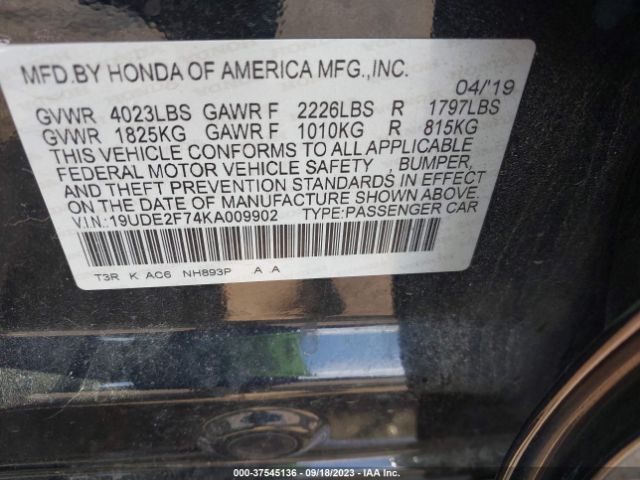 MFD.BY HONDA OF AMERICA MFG.,INC.
04/'19
GVWR 4023LBS GAWR F 2226LBS R 1797LBS
GVWR 1825KG GAWR F 1010KG R 815KG
THIS VEHICLE CONFORMS TO ALL APPLICABLE
FEDERAL MOTOR VEHICLE SAFETY , BUMPER,
AND THEFT PREVENTION STANDARDS IN EFFECT
ON THE DATE OF MANUFACTURE SHOWN ABOVE.
V.I.N.:19UDE2F74KA009902 TYPE:PASSENGER CAR
T3R K AC6 NH893P A .A
000-37545136 - 09/18/2023 - IAA Inc.